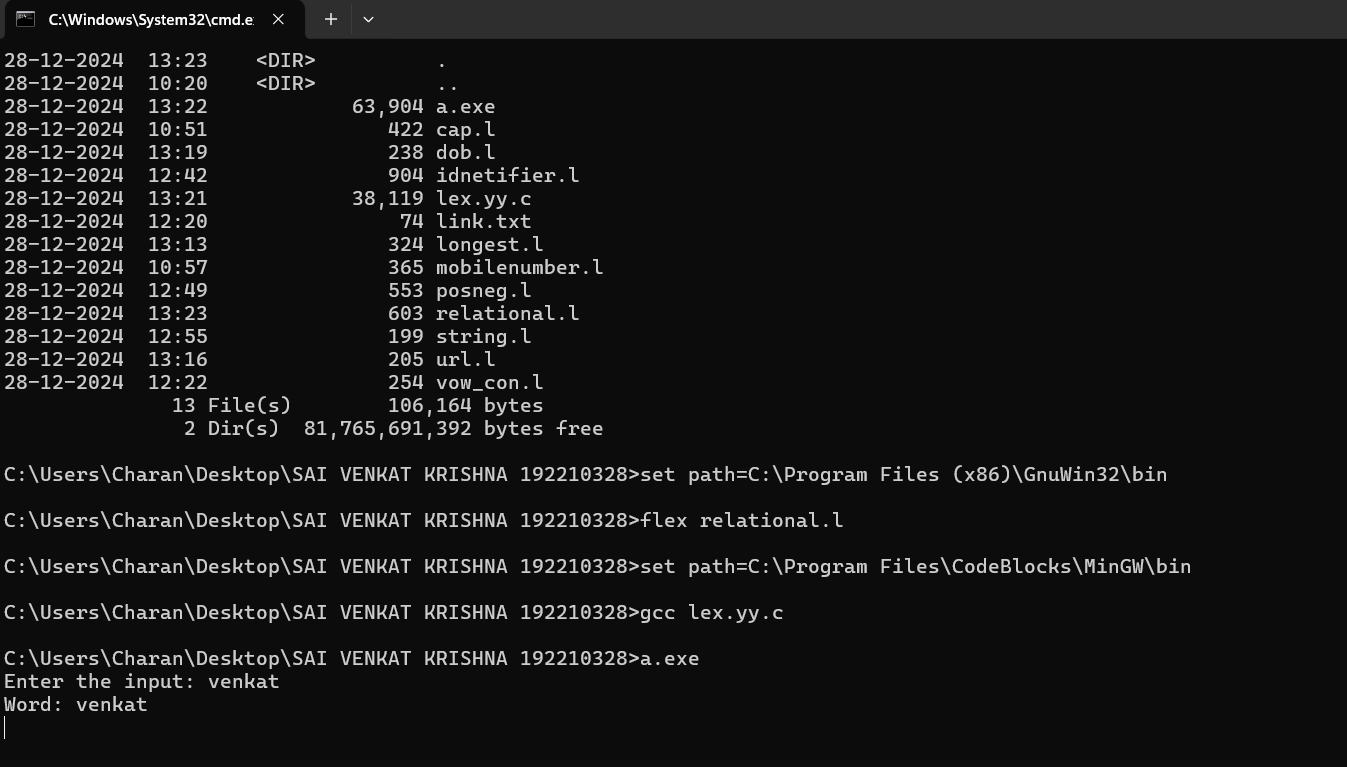 C:\Windows\System32\cmd.e
28-12-2024  13:23    <DIR>          .
28-12-2024  10:20    <DIR>          ..
28-12-2024  13:22            63,904 a.exe
28-12-2024  10:51               422 cap.l
28-12-2024  13:19               238 dob.l
28-12-2024  12:42               904 idnetifier.l
28-12-2024  13:21            38,119 lex.yy.c
28-12-2024  12:20                74 link.txt
28-12-2024  13:13               324 longest.l
28-12-2024  10:57               365 mobilenumber.l
28-12-2024  12:49               553 posneg.l
28-12-2024  13:23               603 relational.l
28-12-2024  12:55               199 string.l
28-12-2024  13:16               205 url.l
28-12-2024  12:22               254 vow_con.l
              13 File(s)        106,164 bytes
               2 Dir(s)  81,765,691,392 bytes free
C:\Users\Charan\Desktop\SAI VENKAT KRISHNA 192210328>set path=C:\Program Files (x86)\GnuWin32\bin
C:\Users\Charan\Desktop\SAI VENKAT KRISHNA 192210328>flex relational.l
C:\Users\Charan\Desktop\SAI VENKAT KRISHNA 192210328>set path=C:\Program Files\CodeBlocks\MinGW\bin
C:\Users\Charan\Desktop\SAI VENKAT KRISHNA 192210328>gcc lex.yy.c
C:\Users\Charan\Desktop\SAI VENKAT KRISHNA 192210328>a.exe
Enter the input: venkat
Word: venkat